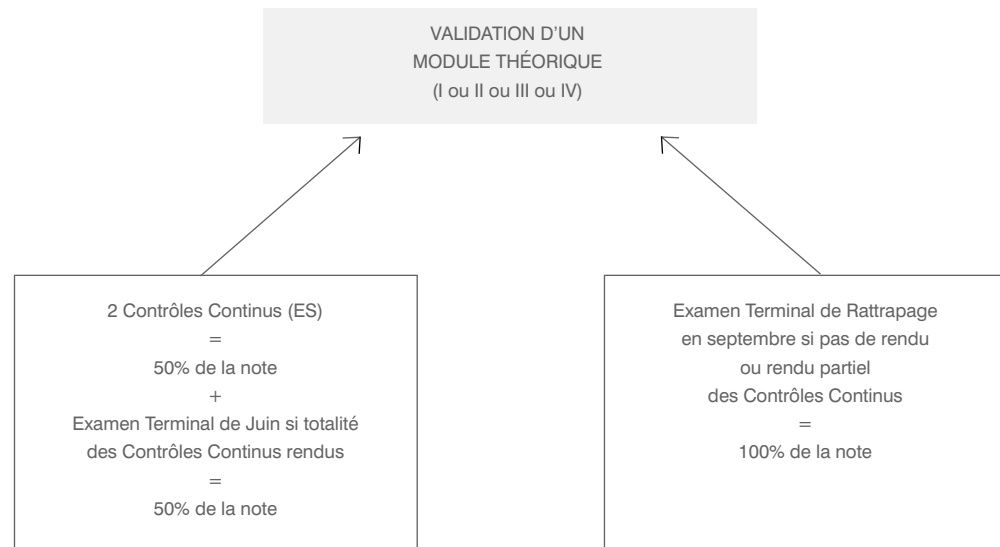 VALIDATION D'UN
MODULE THÉORIQUE
(I ou II ou III ou IV)
2 Contrôles Continus (ES)
=
50% de la note
+
Examen Terminal de Juin si totalité
des Contrôles Continus rendus
=
50% de la note
Examen Terminal de Rattrapage
en septembre si pas de rendu
ou rendu partiel
des Contrôles Continus
=
100% de la note